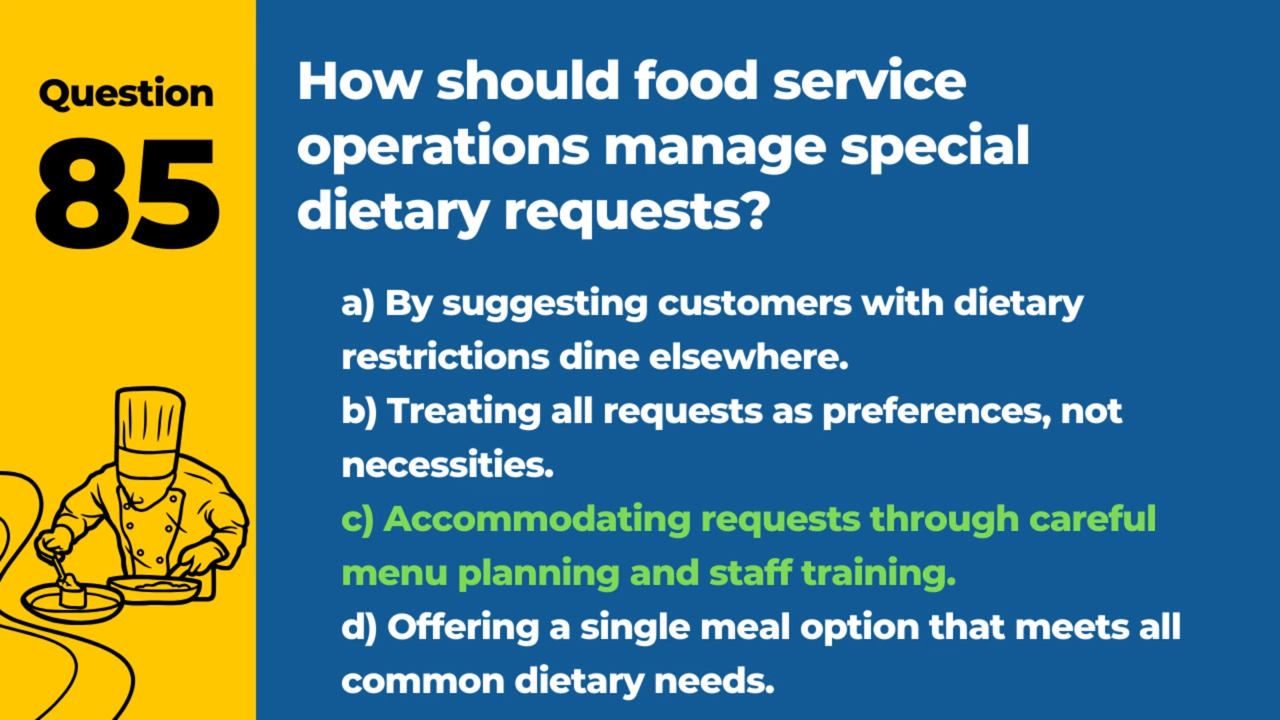 Question
85
How should food service
operations manage special
dietary requests?
a) By suggesting customers with dietary
restrictions dine elsewhere.
b) Treating all requests as preferences, not
necessities.
c) Accommodating requests through careful
menu planning and staff training.
d) Offering a single meal option that meets all
common dietary needs.